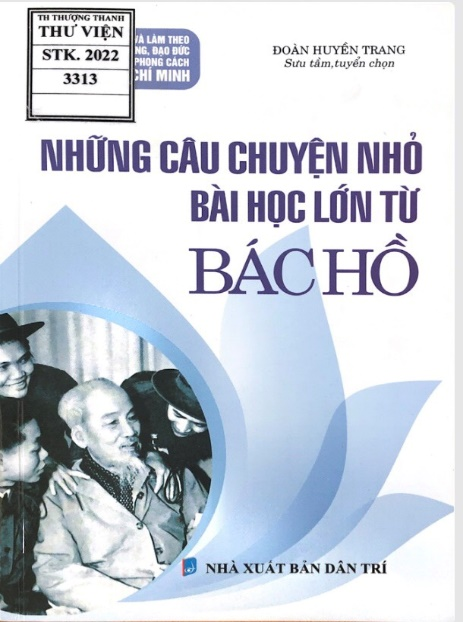 TH THƯỢNG THANH
THƯ VIỆN
STK. 2022
3313
VÀ LÀM THEO
NG, ĐẠO ĐỨC
PHONG CÁCH
CHÍ MINH
ĐOÀN HUYỀN TRANG
Sưu tầm,tuyển chọn
NHỮNG CÂU CHUYỆN NHỎ
BÀI HỌC LỚN TỪ
BÁC HỒ
NHÀ XUẤT BẢN DÂN TRÍ